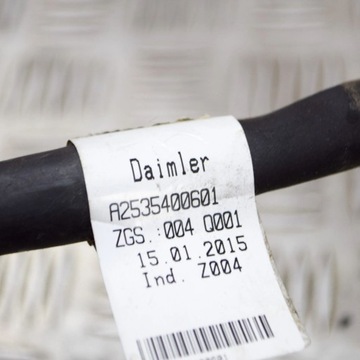 Daimler
A2535400601
ZGS.:004 Q001
15.01.2015
Ind. Z004